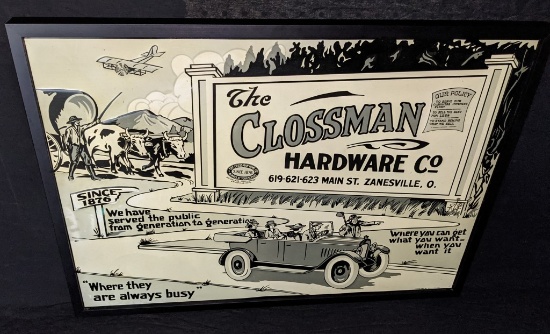 The
CLOSSMAN
HARDWARE CO
619-621-623 MAIN ST. ZANESVILLE, O.
OUR POLICY
SINCE
1876
We have
served the public
from generation to generation
Where you can get
what you want...
when you
want it
"Where they
are always busy"